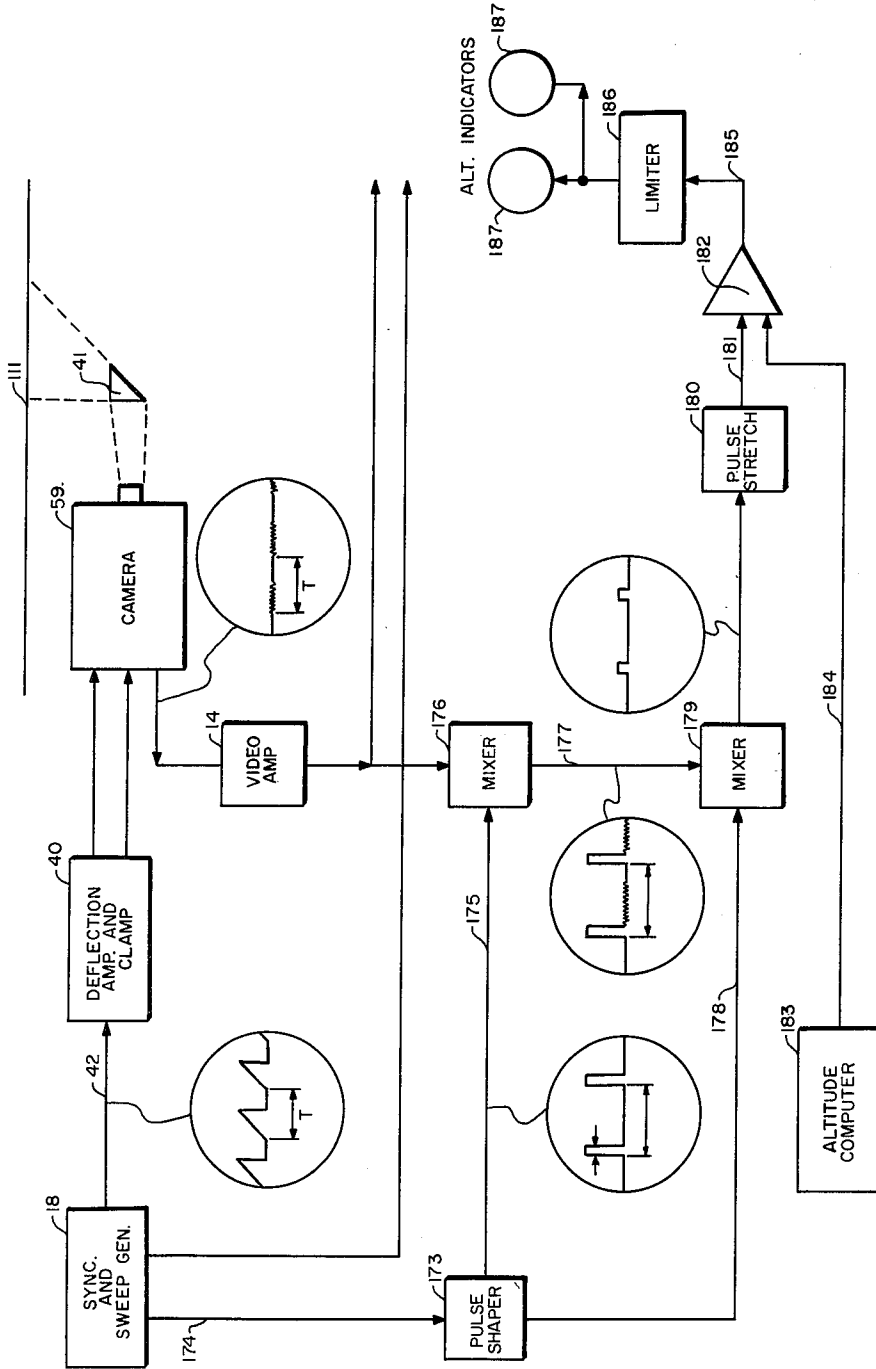 18
SYNC.
AND
SWEEP GEN.
42
T
40
DEFLECTION
AMP. AND
CLAMP
59.
CAMERA
T
41
111
14
VIDEO
AMP
174
173
PULSE
SHAPER
175
176
MIXER
177
178
179
MIXER
180
PULSE
STRETCH
181
182
183
ALTITUDE
COMPUTER
184
185
186
LIMITER
187
187
ALT. INDICATORS